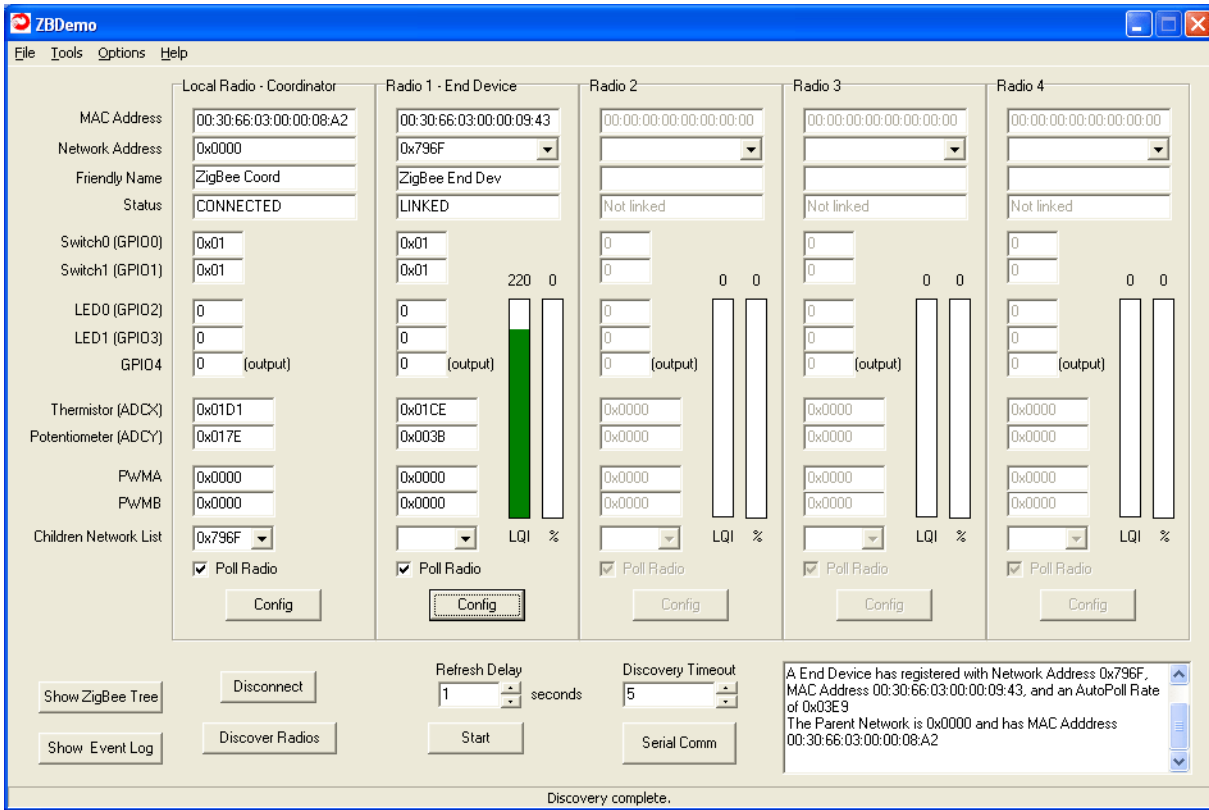 ZBDemo
File Tools Options Help
Local Radio - Coordinator Radio 1 - End Device Radio 2 Radio 3 Radio 4
MAC Address 00:30:66:03:00:00:08:A2 00:30:66:03:00:00:09:43 00:00:00:00:00:00:00:00 00:00:00:00:00:00:00:00 00:00:00:00:00:00:00:00
Network Address 0x0000 0x796F
Friendly Name ZigBee Coord ZigBee End Dev
Status CONNECTED LINKED Not linked Not linked Not linked
Switch0 (GPIO0) 0x01 0x01 0 0 0
Switch1 (GPIO1) 0x01 0x01 220 0 0 0 0 0 0 0 0 0 0
LED0 (GPIO2) 0 0 0 0 0
LED1 (GPIO3) 0 0 0 0 0
GPIO4 0 (output) 0 (output) 0 (output) 0 (output) 0 (output)
Thermistor (ADCX) 0x01D1 0x01CE 0x0000 0x0000 0x0000
Potentiometer (ADCY) 0x017E 0x003B 0x0000 0x0000 0x0000
PWMA 0x0000 0x0000 0x0000 0x0000 0x0000
PWMB 0x0000 0x0000 0x0000 0x0000 0x0000
Children Network List 0x796F LQI % LQI % LQI % LQI %
Poll Radio Poll Radio Poll Radio Poll Radio Poll Radio
Config Config Config Config Config
Show ZigBee Tree Disconnect Refresh Delay 1 seconds Discovery Timeout 5
Show Event Log Discover Radios Start Serial Comm
A End Device has registered with Network Address 0x796F,
MAC Address 00:30:66:03:00:00:09:43, and an AutoPoll Rate
of 0x03E9
The Parent Network is 0x0000 and has MAC Adddress
00:30:66:03:00:00:08:A2
Discovery complete.